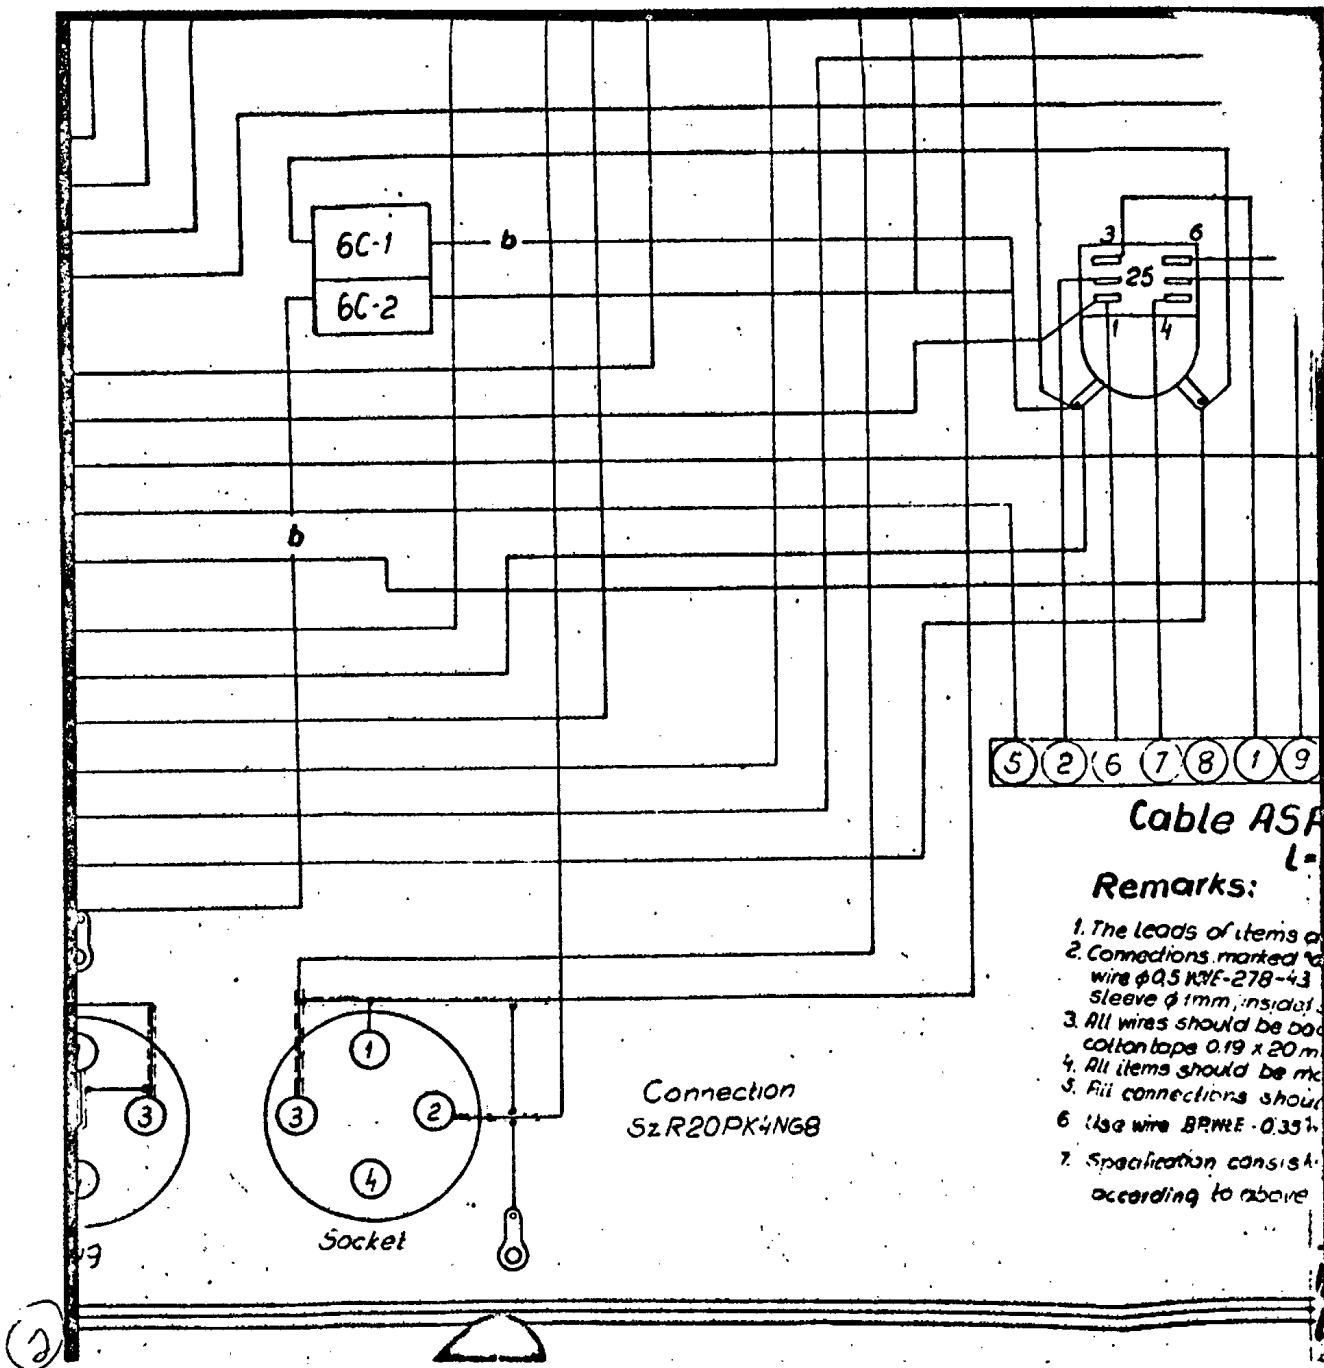 3 6
6C-1
b
25
6C-2
1 4
b
5 2 6 7 8 1 9
Cable
l=
Remarks:
1. The leads of items
2. Connections marked
wire φ0.5
sleeve φ 1mm,
3. All wires should be
cotton tape 0.19 x 20
4. All items should be
5. All connections
6 Use wire
7. Specification
according to above
1
3
3
2
4
Connection
SzR20PK4NG8
Socket
2